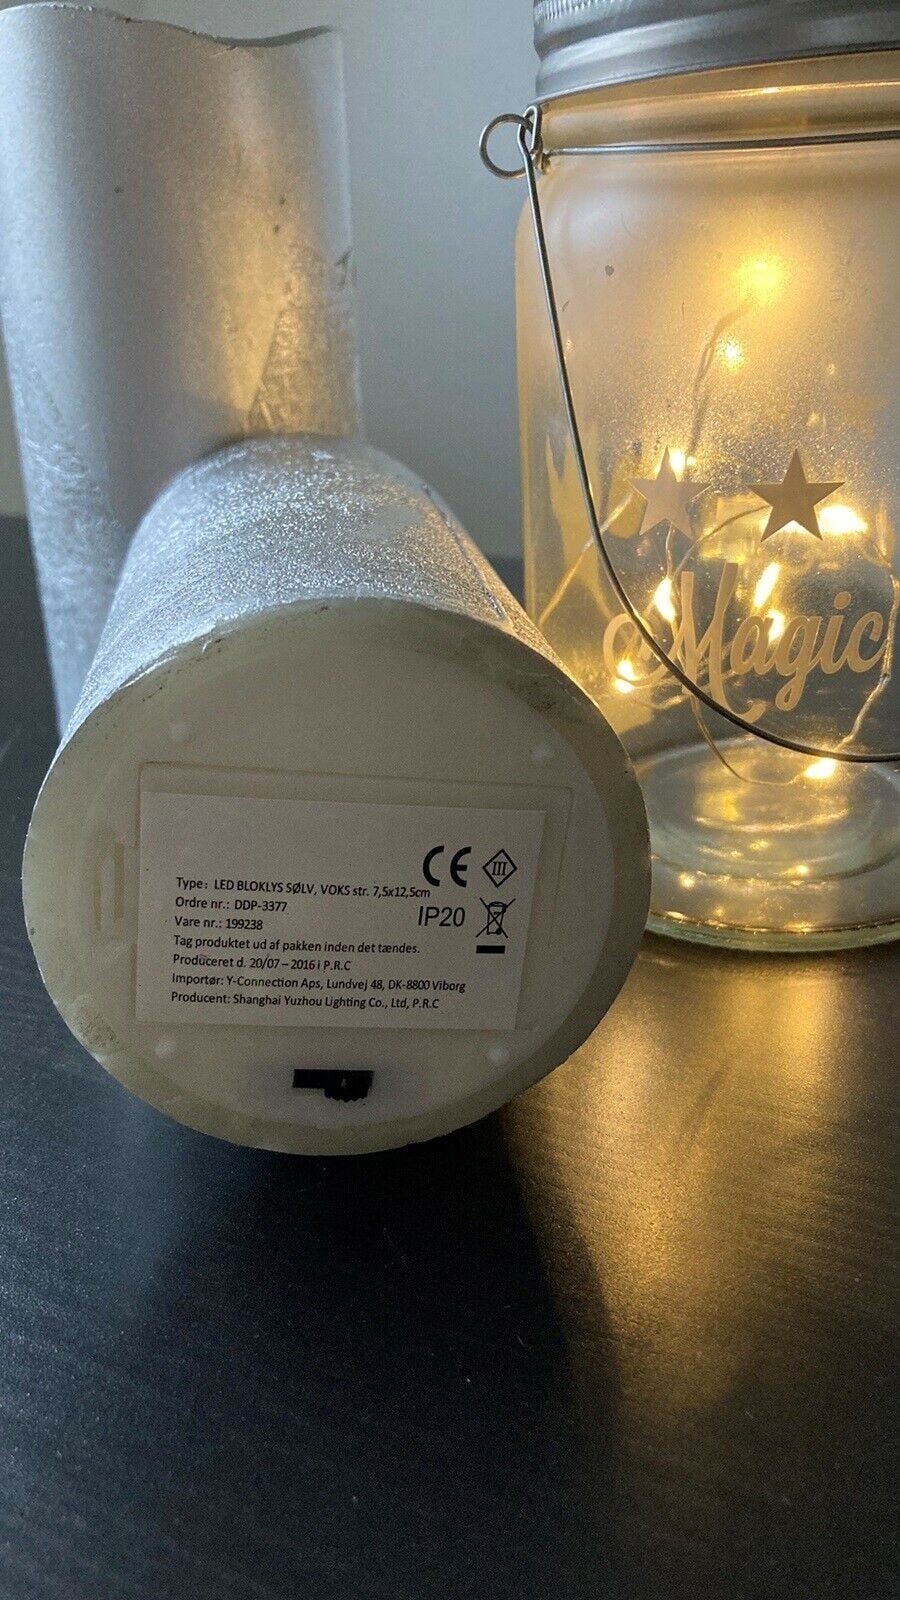 Magic
CE III
Type: LED BLOKLYS SØLV, VOKS str. 7,5x12,5cm
Ordre nr.: DDP-3377
IP20
Vare nr.: 199238
Tag produktet ud af pakken inden det tændes.
Produceret d. 20/07 – 2016 i P.R.C
Importør: Y-Connection Aps, Lundvej 48, DK-8800 Viborg
Producent: Shanghai Yuzhou Lighting Co., Ltd, P.R.C